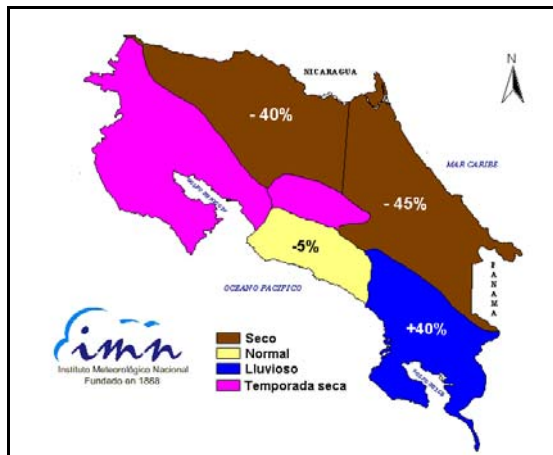 N
NICARAGUA
- 40%
MAR CARIBE
- 45%
-5%
PANAMA
OCEANO PACIFICO
+40%
imn
Instituto Meteorológico Nacional
Fundado en 1868
Seco
Normal
Lluvioso
Temporada seca